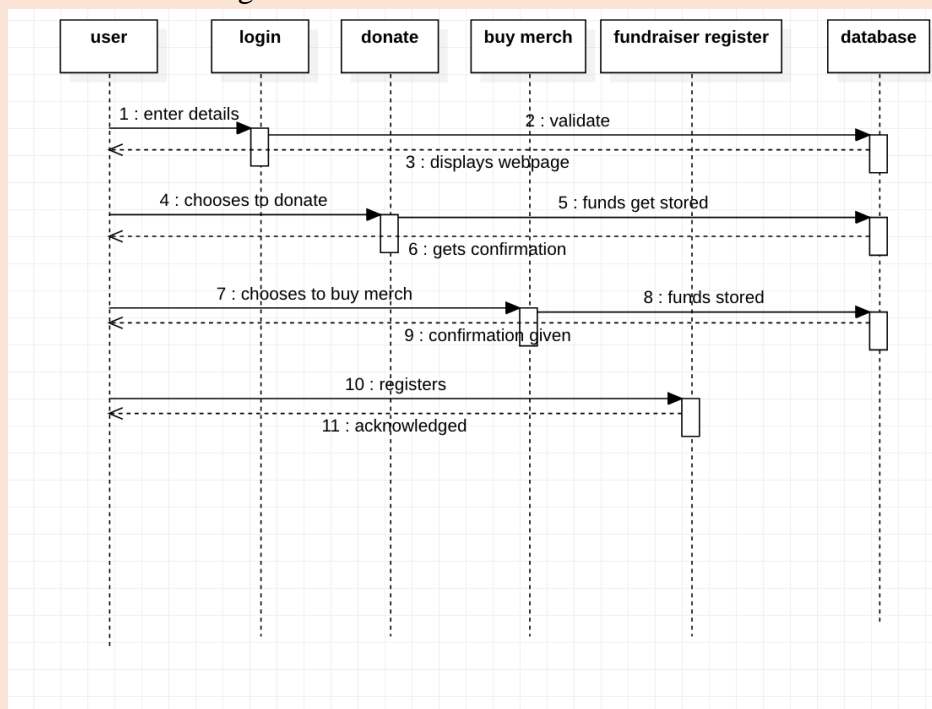 user
login
donate
buy merch
fundraiser register
database
1 : enter details
2 : validate
3 : displays webpage
4 : chooses to donate
5 : funds get stored
6 : gets confirmation
7 : chooses to buy merch
8 : funds stored
9 : confirmation given
10 : registers
11 : acknowledged